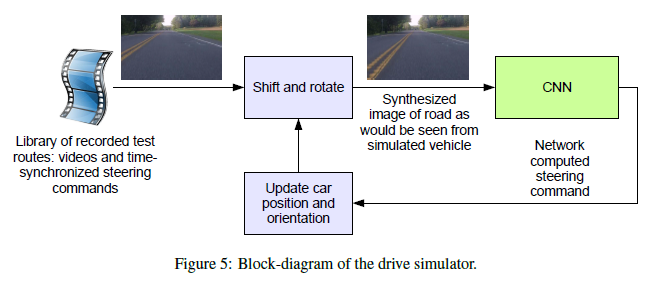 Shift and rotate
CNN
Library of recorded test
routes: videos and time-
synchronized steering
commands
Synthesized
image of road as
would be seen from
simulated vehicle
Network
computed
steering
command
Update car
position and
orientation
Figure 5: Block-diagram of the drive simulator.